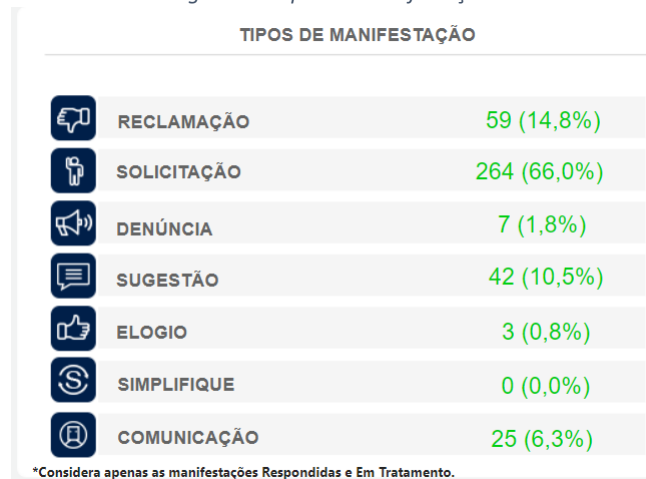 TIPOS DE MANIFESTAÇÃO
RECLAMAÇÃO 59 (14,8%)
SOLICITAÇÃO 264 (66,0%)
DENÚNCIA 7 (1,8%)
SUGESTÃO 42 (10,5%)
ELOGIO 3 (0,8%)
SIMPLIFIQUE 0 (0,0%)
COMUNICAÇÃO 25 (6,3%)
*Considera apenas as manifestações Respondidas e Em Tratamento.